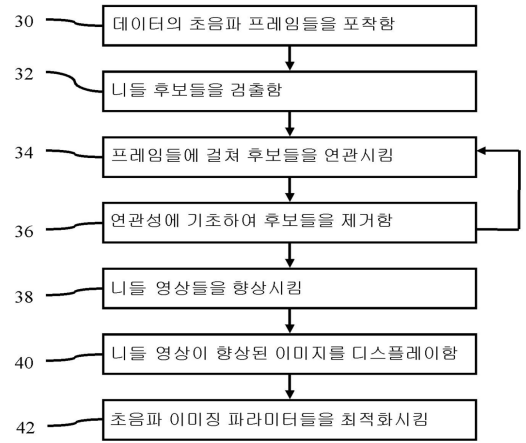 30 데이터의 초음파 프레임들을 포착함
32 니들 후보들을 검출함
34 프레임들에 걸쳐 후보들을 연관시킴
36 연관성에 기초하여 후보들을 제거함
38 니들 영상들을 향상시킴
40 니들 영상이 향상된 이미지를 디스플레이함
42 초음파 이미징 파라미터들을 최적화시킴